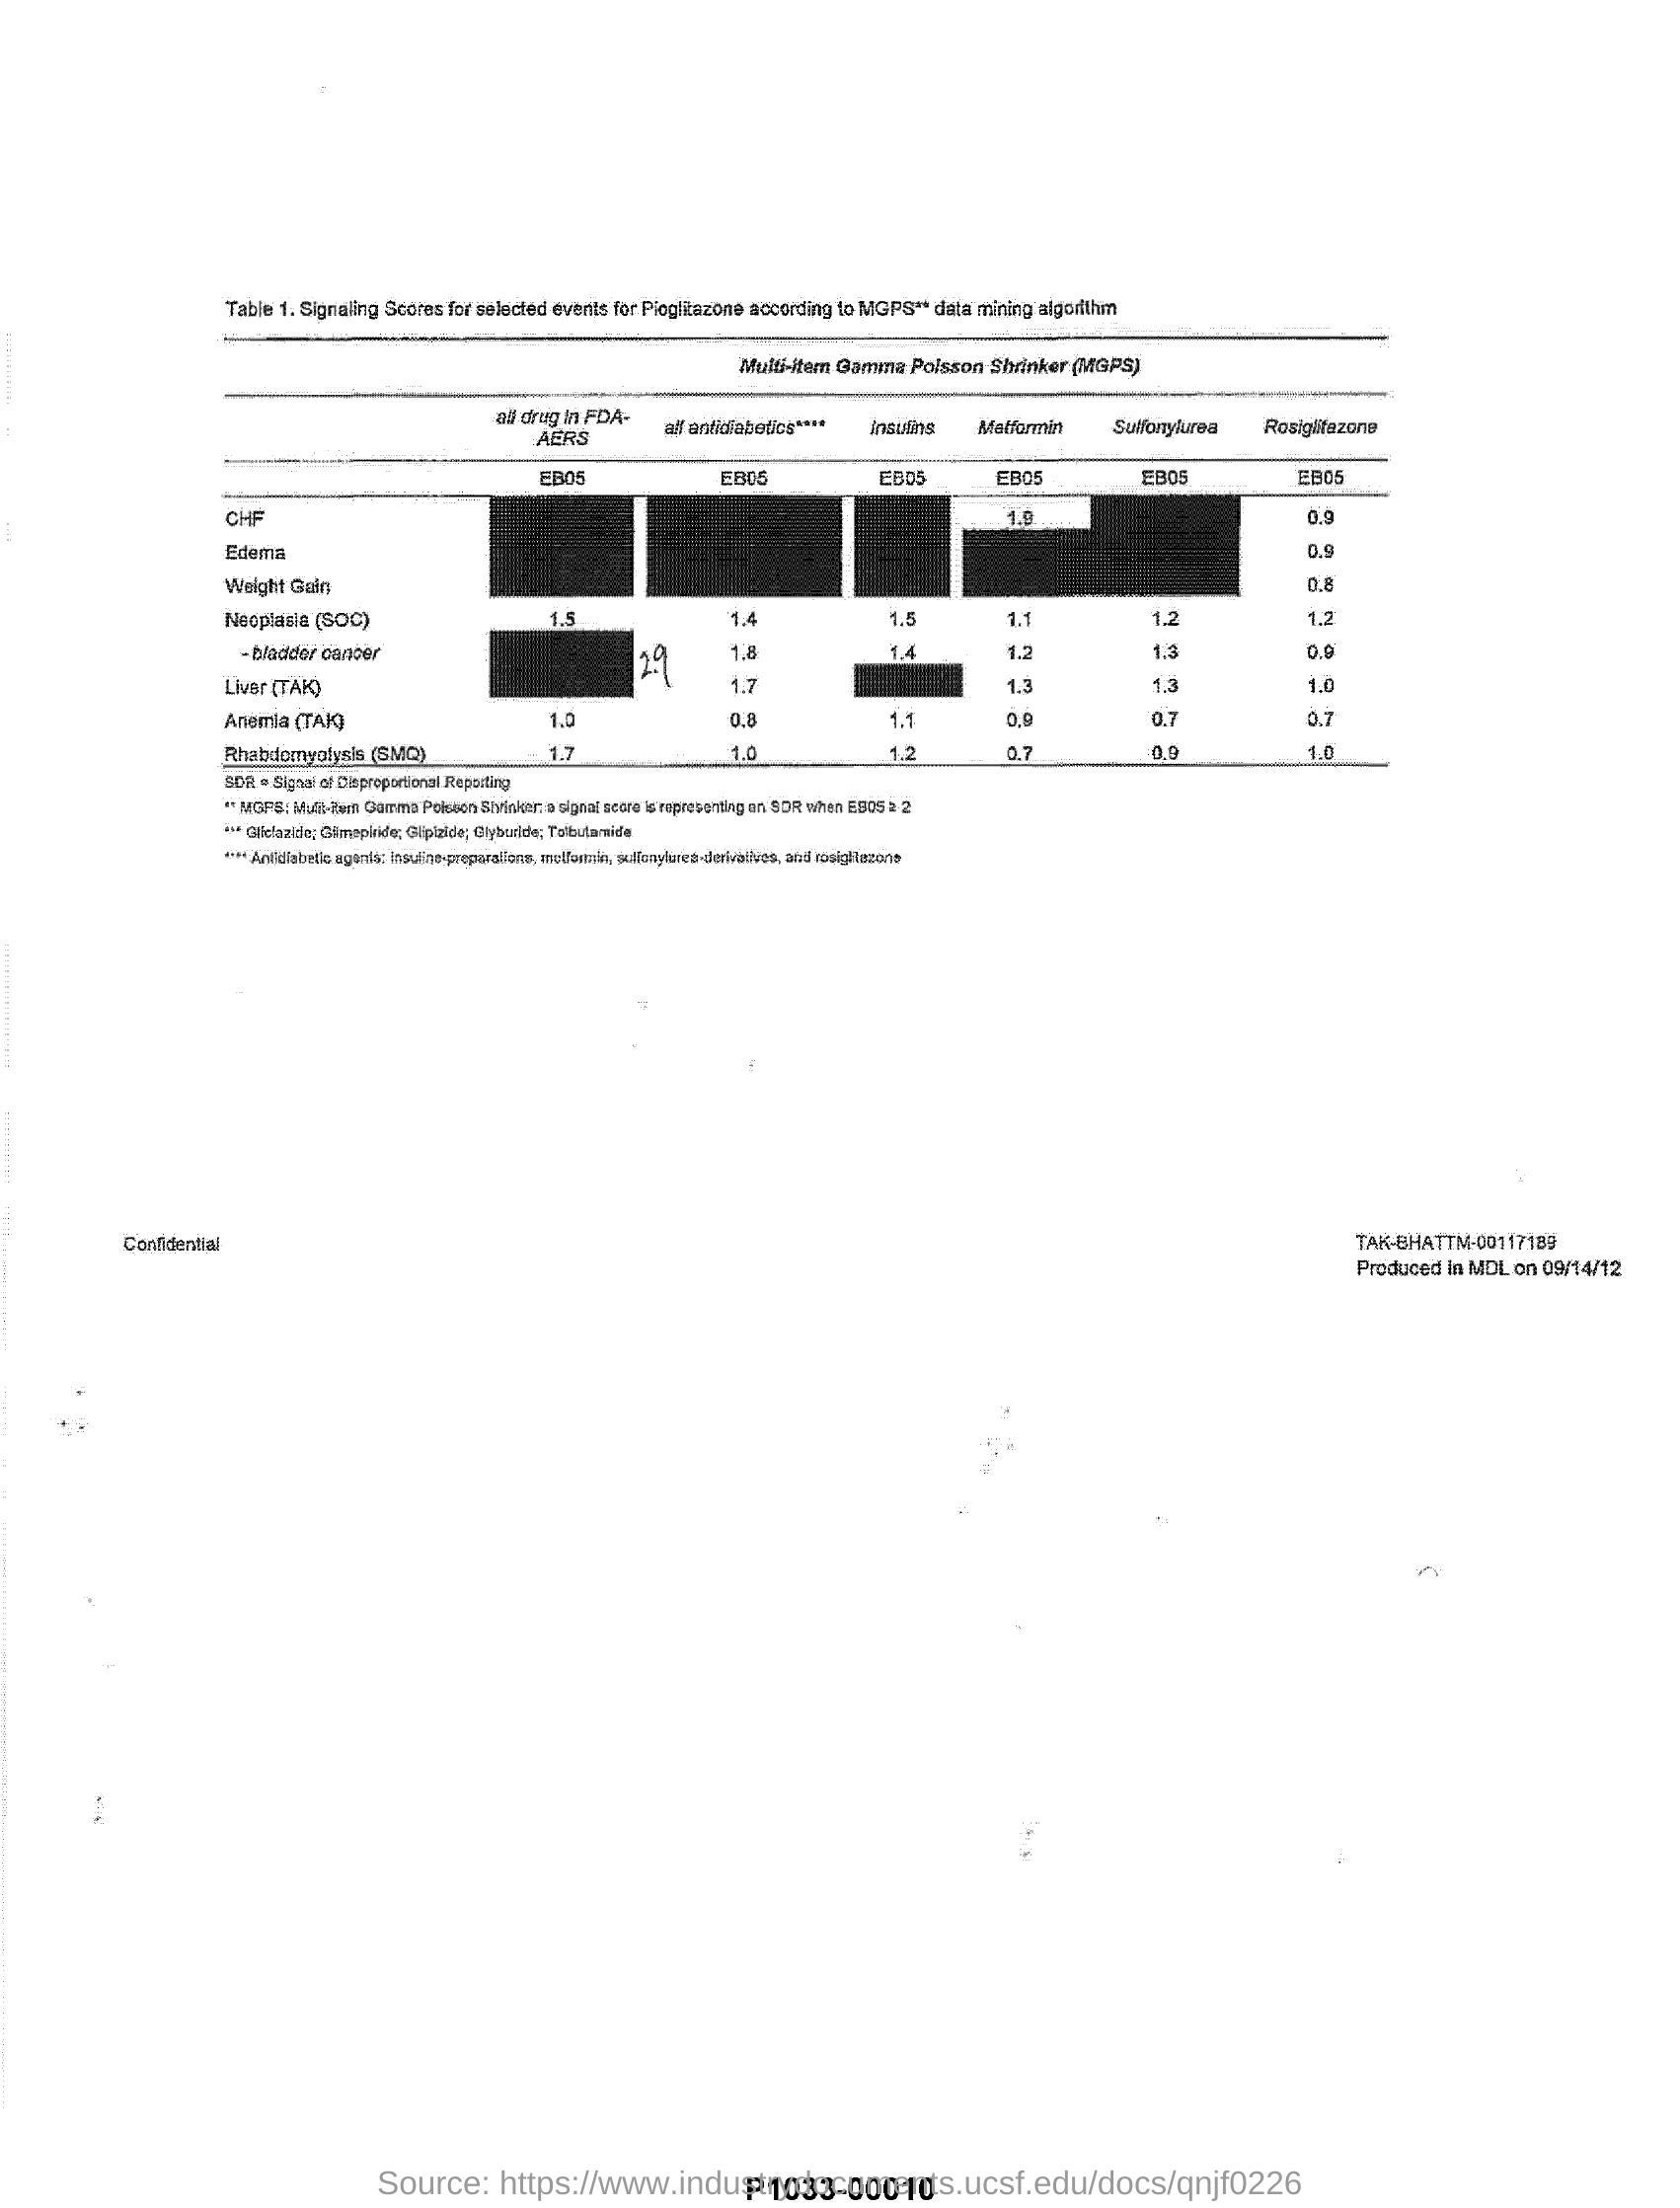 Table 1. Signaling Scores for selected events for Pioglitazone according to MGPS** data mining algorithm
Multi-item Gamma Poisson Shrinker (MGPS)
all drug in FDA-AERS all antidiabetics**** Insulins Metformin Sulfonylurea Rosiglitazone
EB05 EB05 EB05 EB05 EB05 EB05
CHF 1.9 0.9
Edema 0.9
Weight Gain 0.8
Neoplasia (SOC) 1.5 1.4 1.5 1.1 1.2 1.2
- bladder cancer 2.9 1.8 1.4 1.2 1.3 0.9
Liver (TAK) 1.7 1.3 1.3 1.0
Anemia (TAK) 1.0 0.8 1.1 0.9 0.7 0.7
Rhabdomyolysis (SMQ) 1.7 1.0 1.2 0.7 0.9 1.0
SDR = Signal of Disproportional Reporting
** MGPS: Multi-item Gamma Poisson Shrinker: a signal score is representing an SDR when EB05 ≥ 2
*** Gliclazide; Glimepiride; Glipizide; Glyburide; Tolbutamide
**** Antidiabetic agents: insuline-preparations, metformin, sulfonylurea-derivatives, and rosiglitazone
Confidential
TAK-BHATTM-00117189
Produced in MDL on 09/14/12
P1033-00010
Source: https://www.industrydocuments.ucsf.edu/docs/qnjf0226